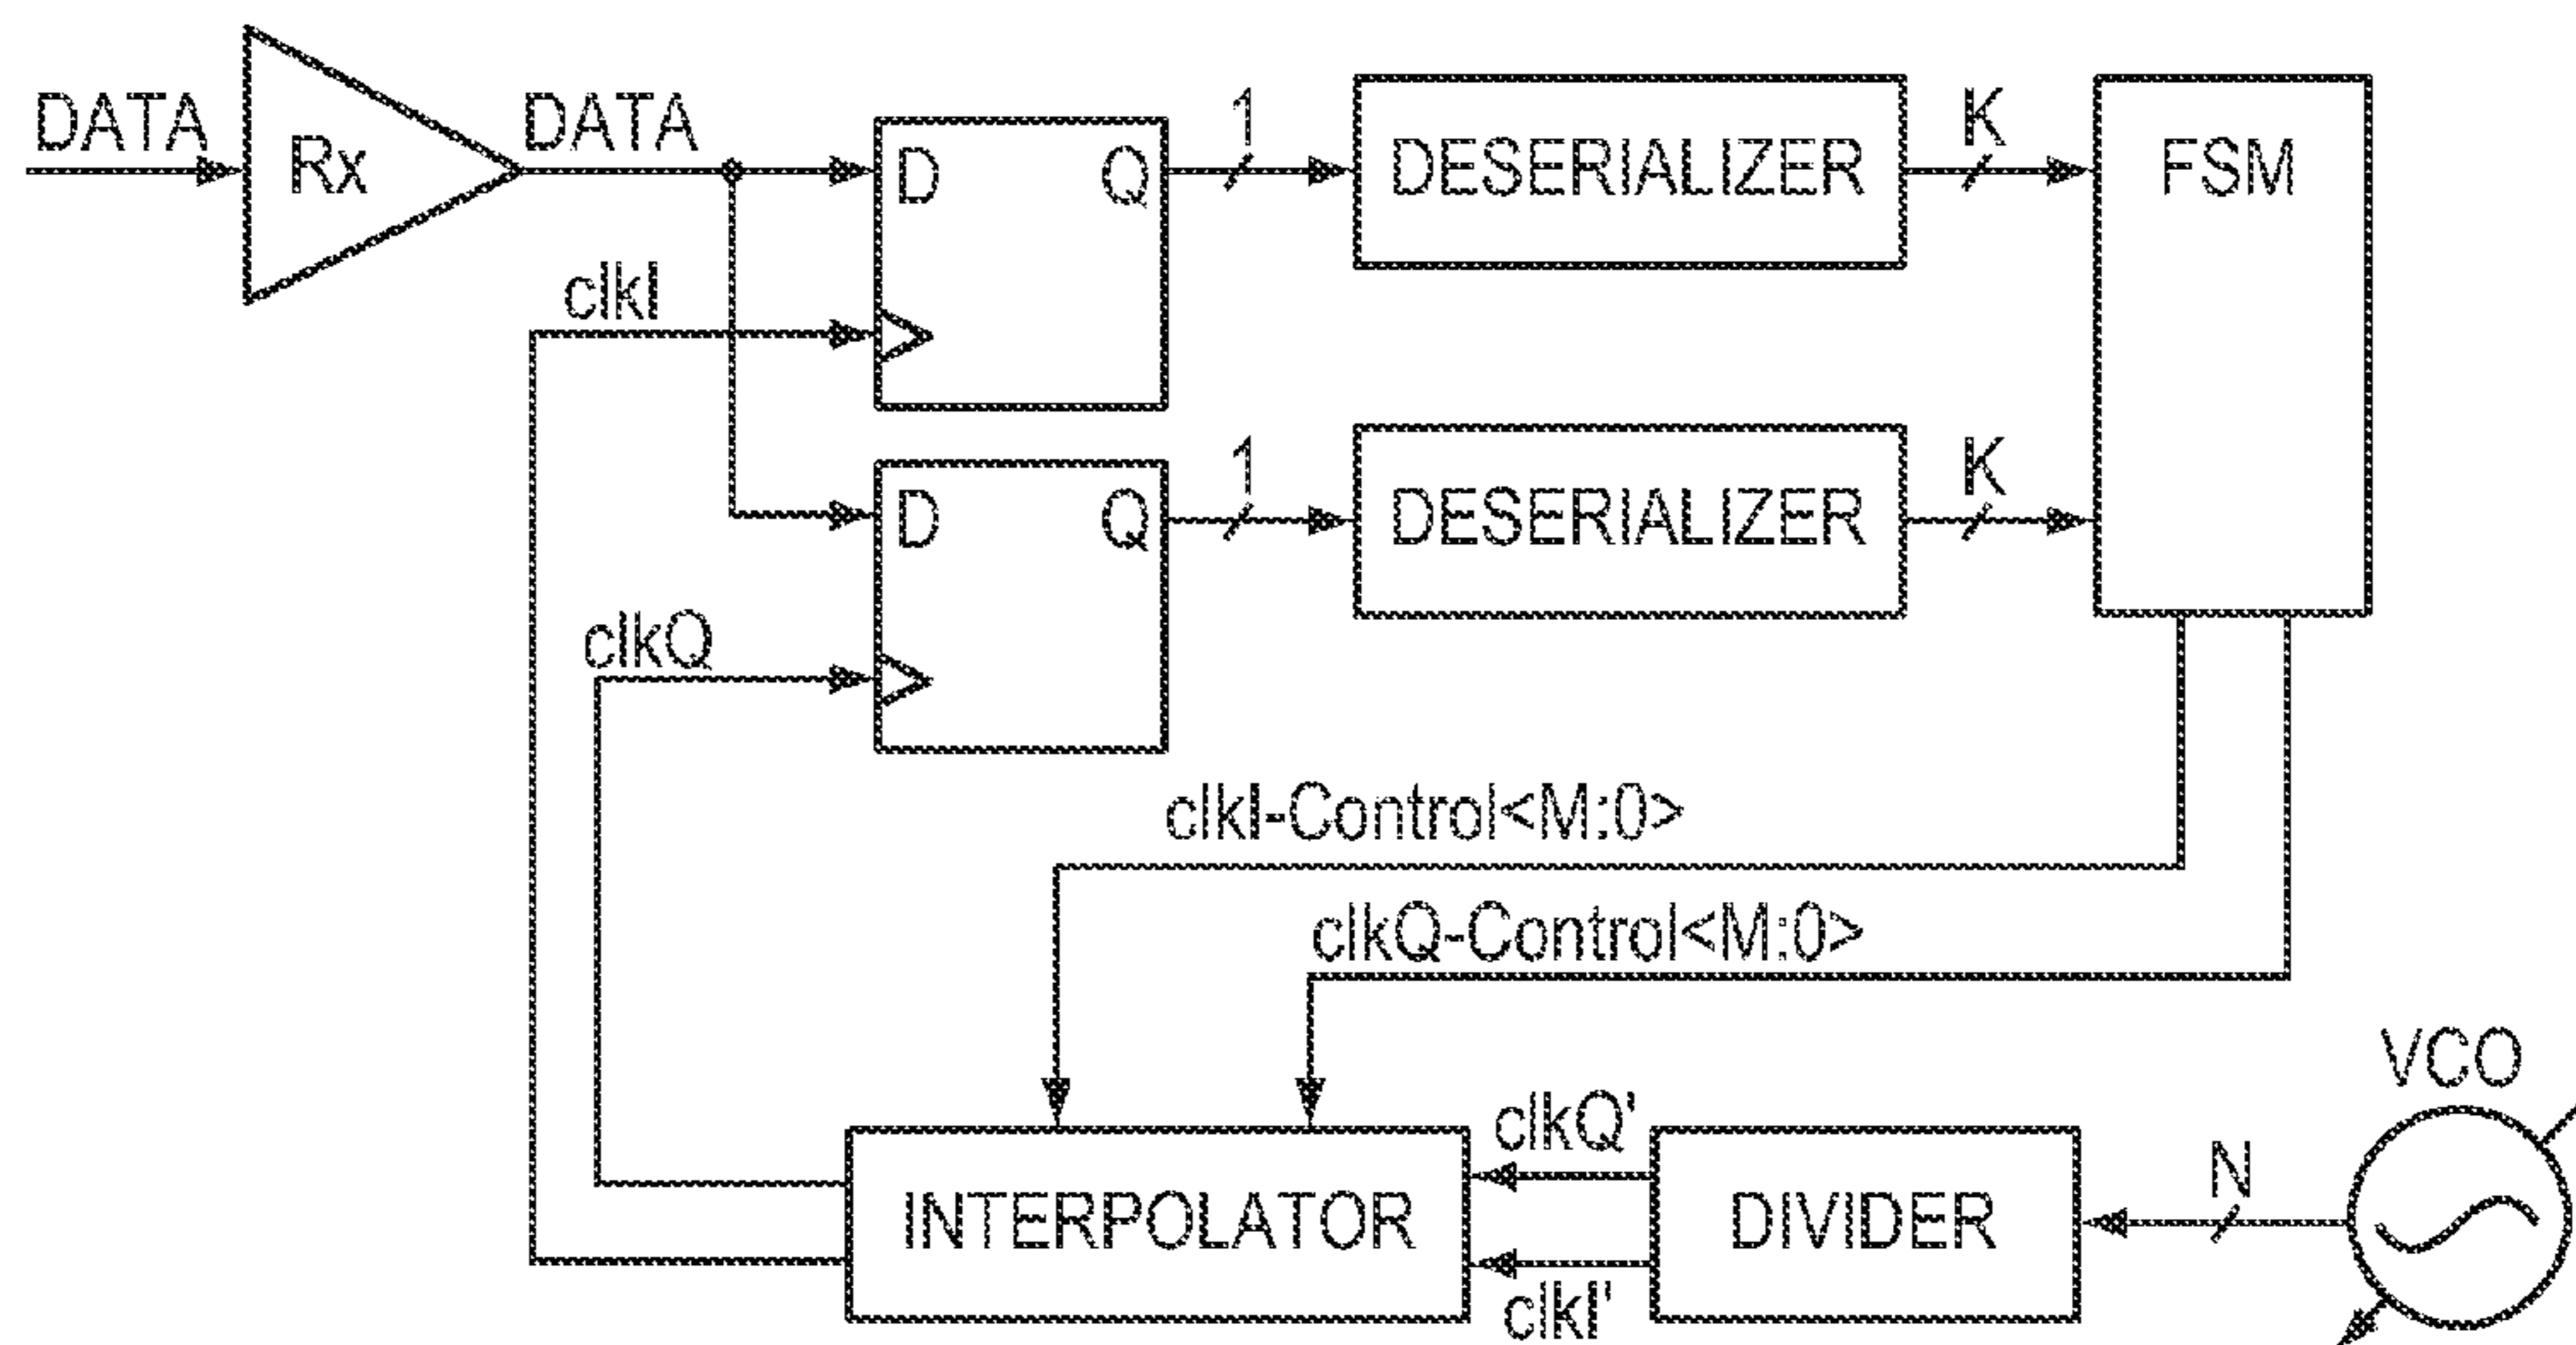 DATA
Rx
DATA
clkI
D
Q
1
DESERIALIZER
K
FSM
clkQ
D
Q
1
DESERIALIZER
K
clkI-Control<M:0>
clkQ-Control<M:0>
INTERPOLATOR
clkQ'
clkI'
DIVIDER
N
VCO